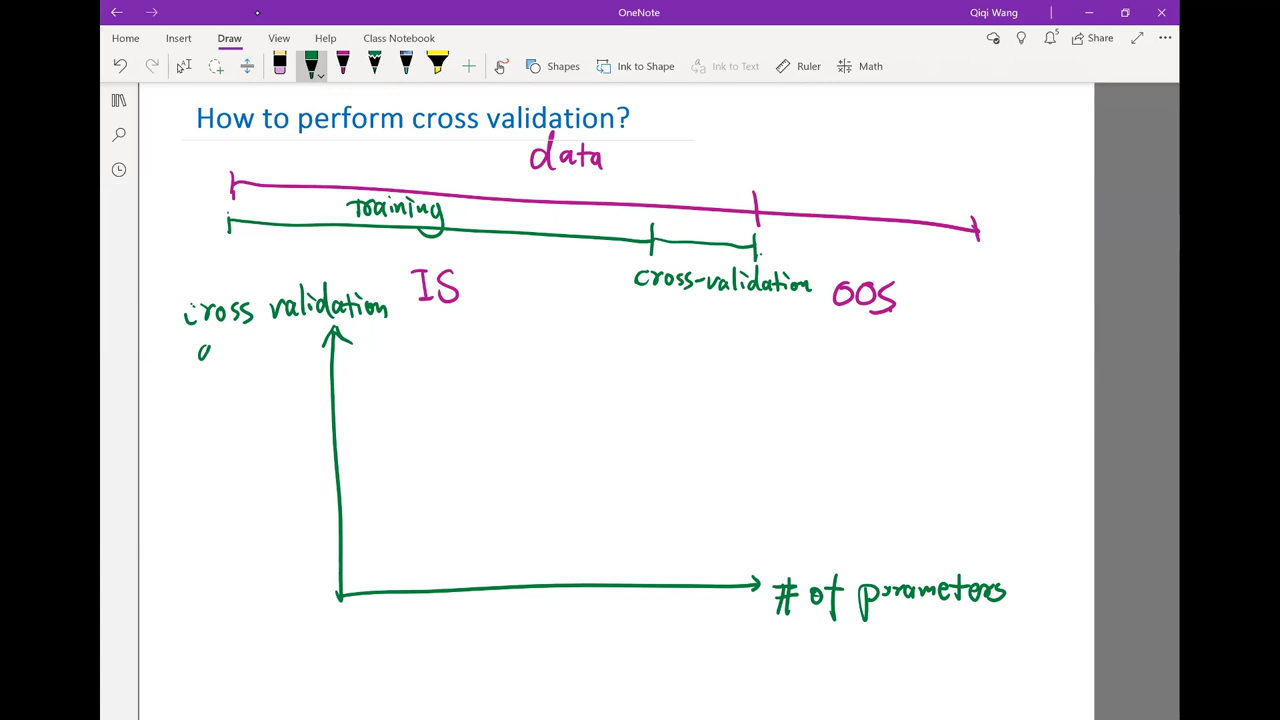 OneNote
Qiqi Wang
Home Insert Draw View Help Class Notebook
5
Share
Shapes Ink to Shape Ink to Text Ruler Math
How to perform cross validation?
data
training
IS
cross-validation
OOS
cross validation
# of parameters